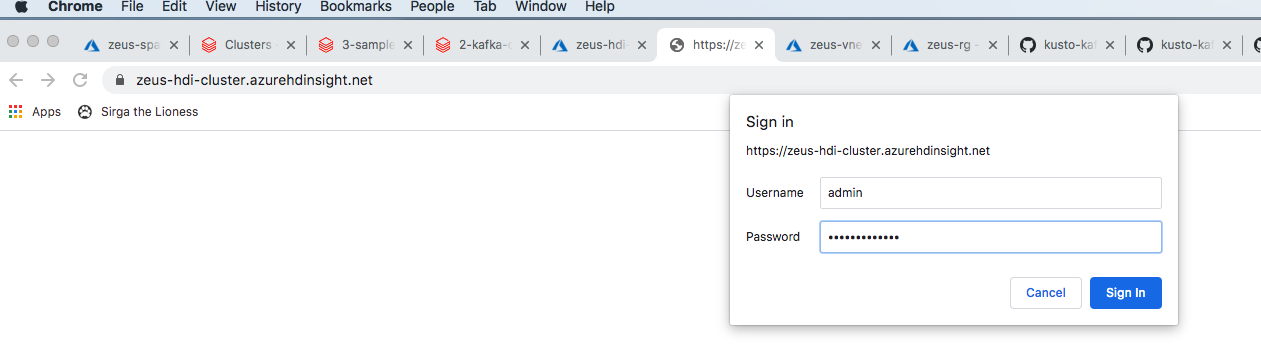 Chrome File Edit View History Bookmarks People Tab Window Help
zeus-spa Clusters 3-sample 2-kafka- zeus-hdi- https://ze zeus-vne zeus-rg - kusto-kaf kusto-kaf
zeus-hdi-cluster.azurehdinsight.net
Apps Sirga the Lioness
Sign in
https://zeus-hdi-cluster.azurehdinsight.net
Username admin
Password •••••••••••••
Cancel Sign In